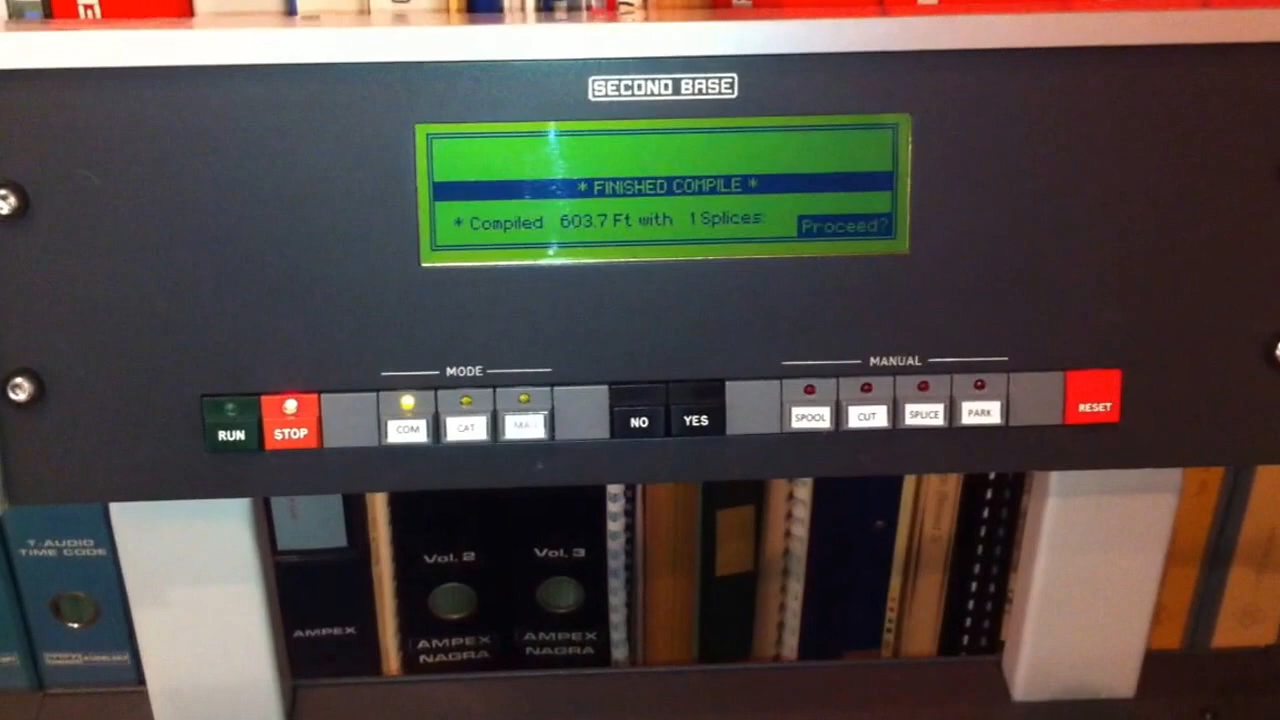 SECOND BASE
* FINISHED COMPILE *
* Compiled 603.7 Ft with 1 Splices
Proceed?
MODE
MANUAL
RUN
STOP
COM
CAT
NO
YES
SPOOL
CUT
SPLICE
PARK
RESET
T-AUDIO
TIME CODE
AMPEX
Vol. 2
AMPEX
NAGRA
Vol. 3
AMPEX
NAGRA